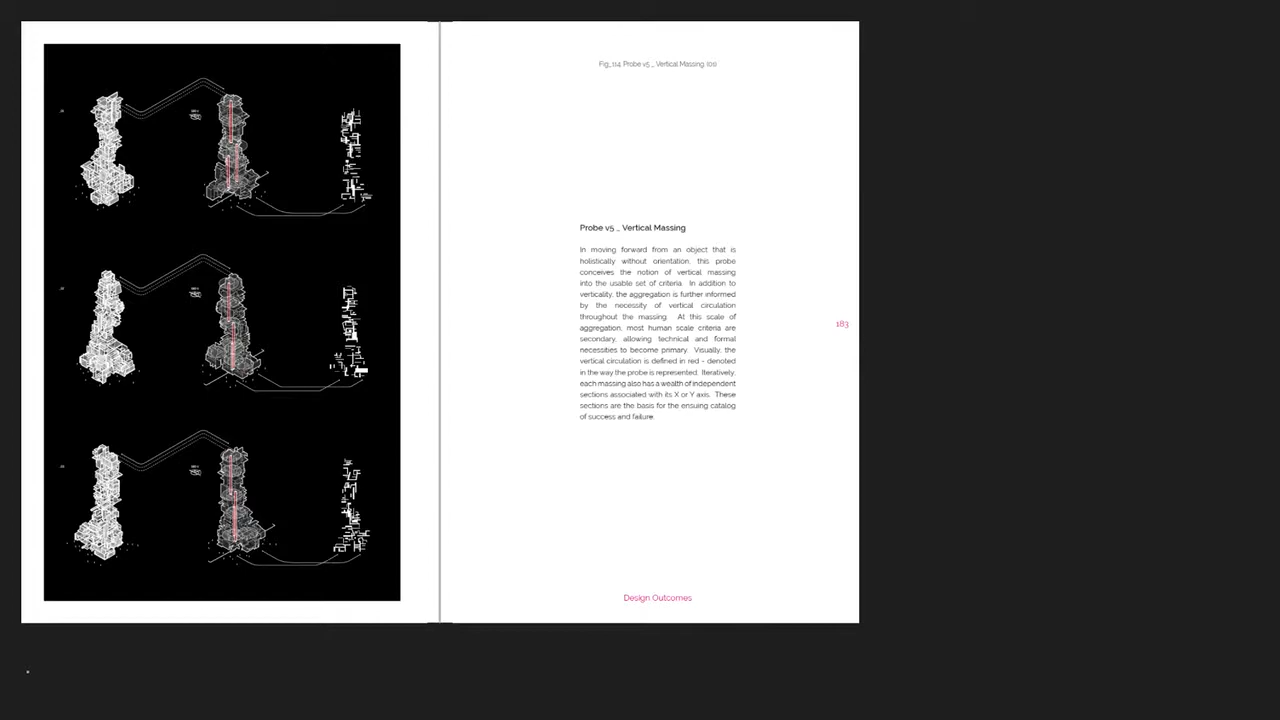 Fig_114. Probe v5 _ Vertical Massing (01)
Probe v5 _ Vertical Massing
In moving forward from an object that is
holistically without orientation, this probe
conceives the notion of vertical massing
into the usable set of criteria. In addition to
verticality, the aggregation is further informed
by the necessity of vertical circulation
throughout the massing. At this scale of
aggregation, most human scale criteria are
secondary, allowing technical and formal
necessities to become primary. Visually, the
vertical circulation is defined in red - denoted
in the way the probe is represented. Iteratively,
each massing also has a wealth of independent
sections associated with its X or Y axis. These
sections are the basis for the ensuing catalog
of success and failure.
183
Design Outcomes